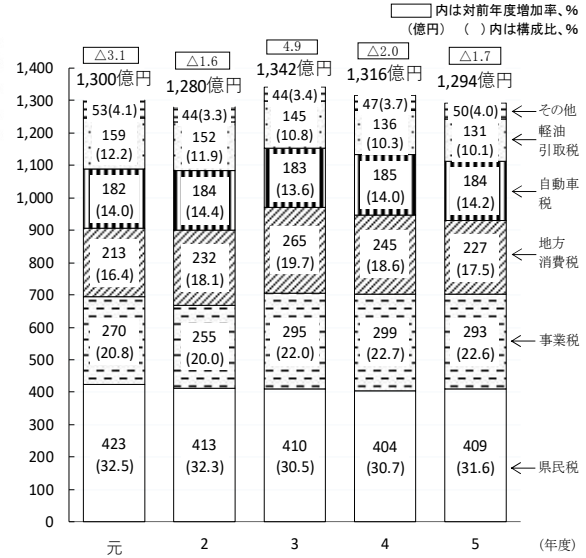 □内は対前年度増加率、%
(億円) ( )内は構成比、%
△3.1 △1.6 4.9 △2.0 △1.7
1,300億円 1,280億円 1,342億円 1,316億円 1,294億円
1,400
1,300
1,200
1,100
1,000
900
800
700
600
500
400
300
200
100
0
53(4.1) 44(3.3) 44(3.4) 47(3.7) 50(4.0) その他
159 152 145 136 131 軽油
(12.2) (11.9) (10.8) (10.3) (10.1) 引取税
182 184 183 185 184 自動車
(14.0) (14.4) (13.6) (14.0) (14.2) 税
213 232 265 245 227 地方
(16.4) (18.1) (19.7) (18.6) (17.5) 消費税
270 255 295 299 293 事業税
(20.8) (20.0) (22.0) (22.7) (22.6)
423 413 410 404 409 県民税
(32.5) (32.3) (30.5) (30.7) (31.6)
元 2 3 4 5 (年度)